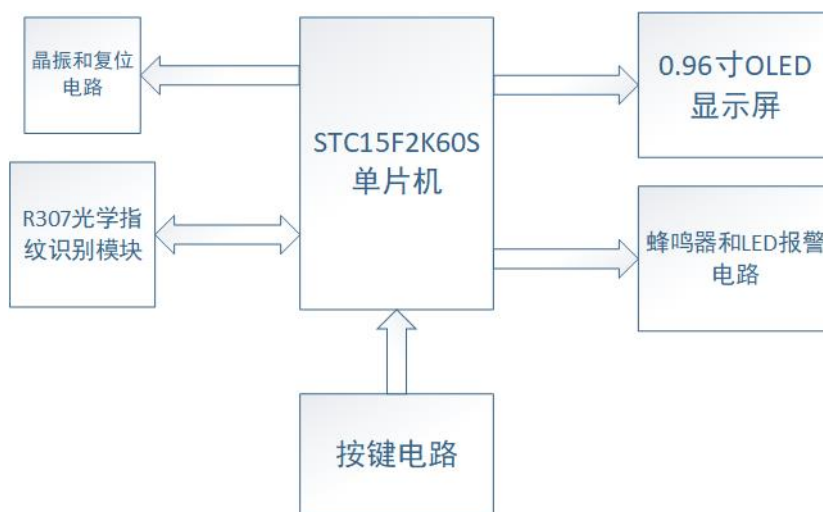 晶振和复位
电路
0.96寸OLED
显示屏
STC15F2K60S
单片机
R307光学指
纹识别模块
蜂鸣器和LED报警
电路
按键电路